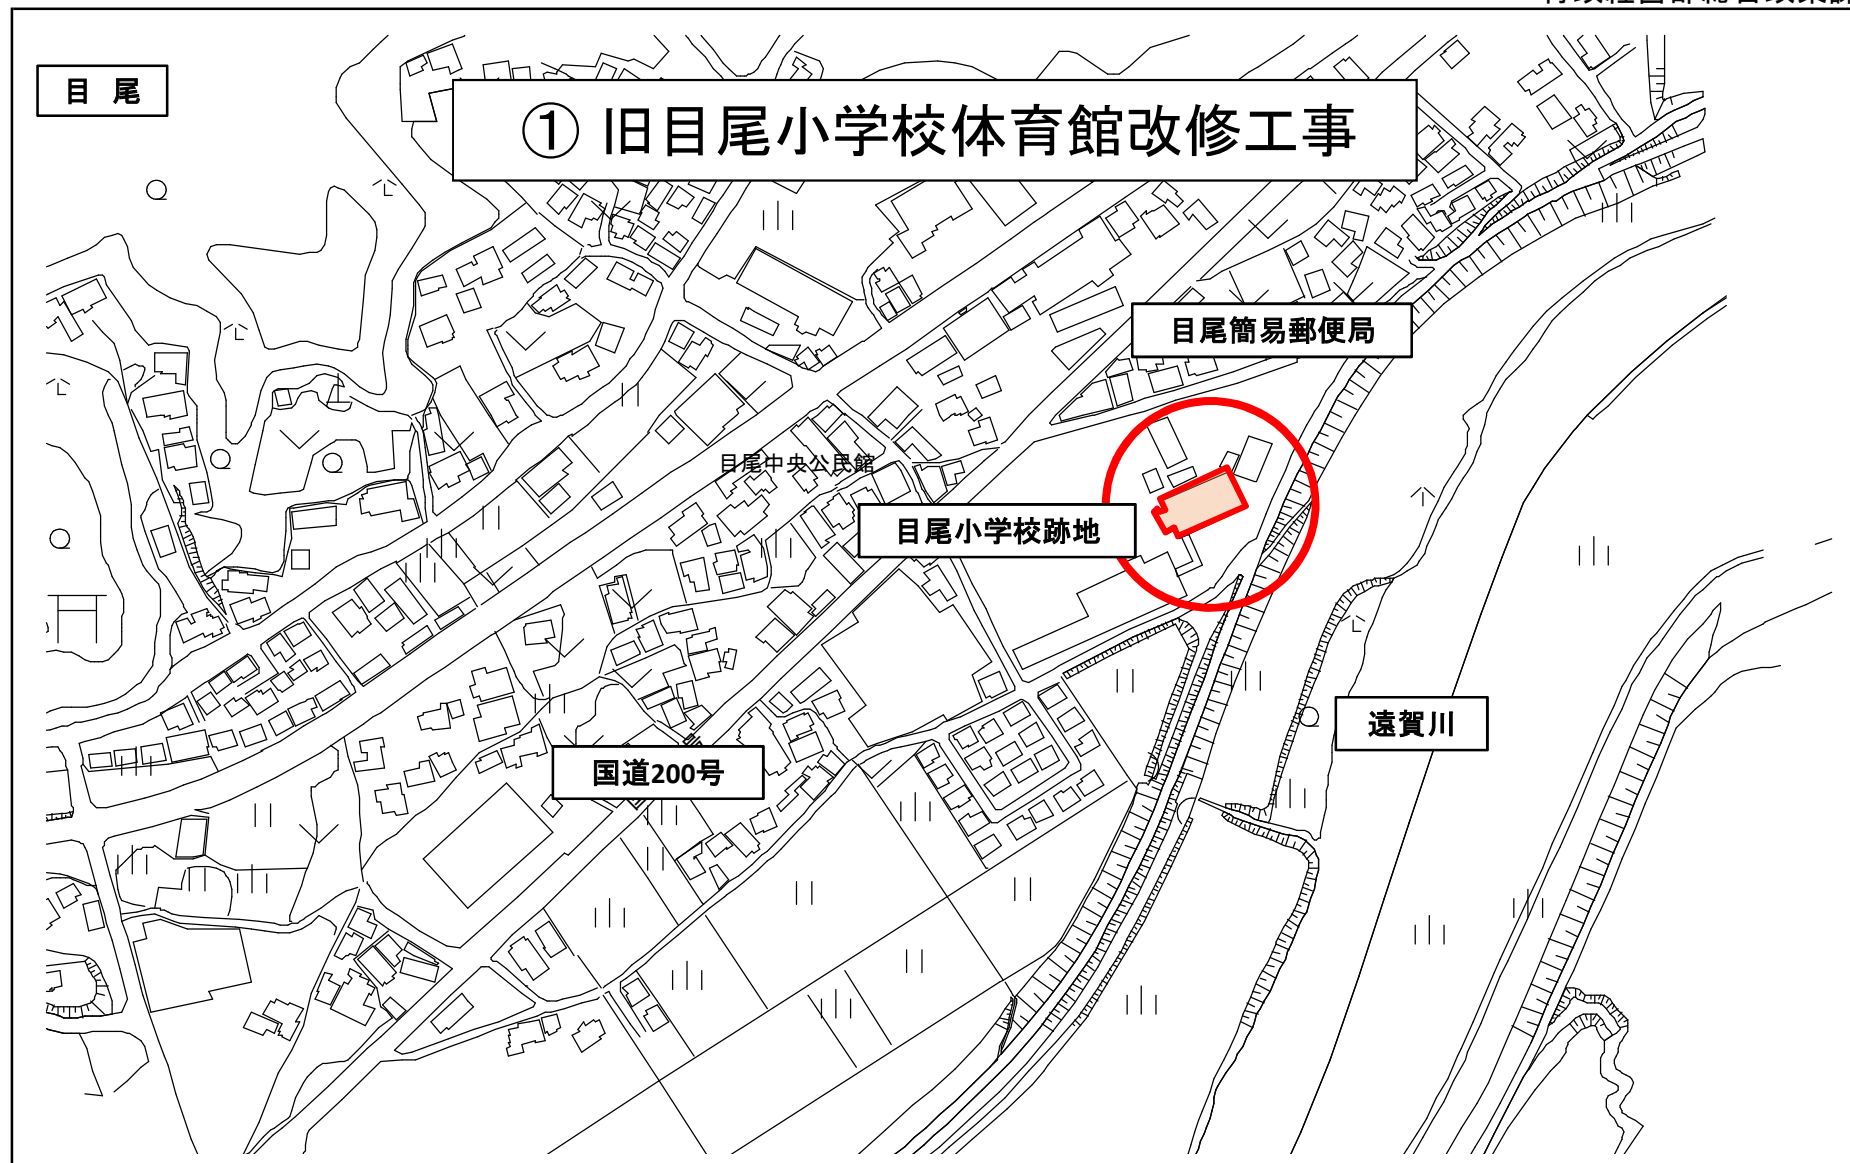 目 尾
① 旧目尾小学校体育館改修工事
目尾簡易郵便局
目尾中央公民館
目尾小学校跡地
遠賀川
国道200号